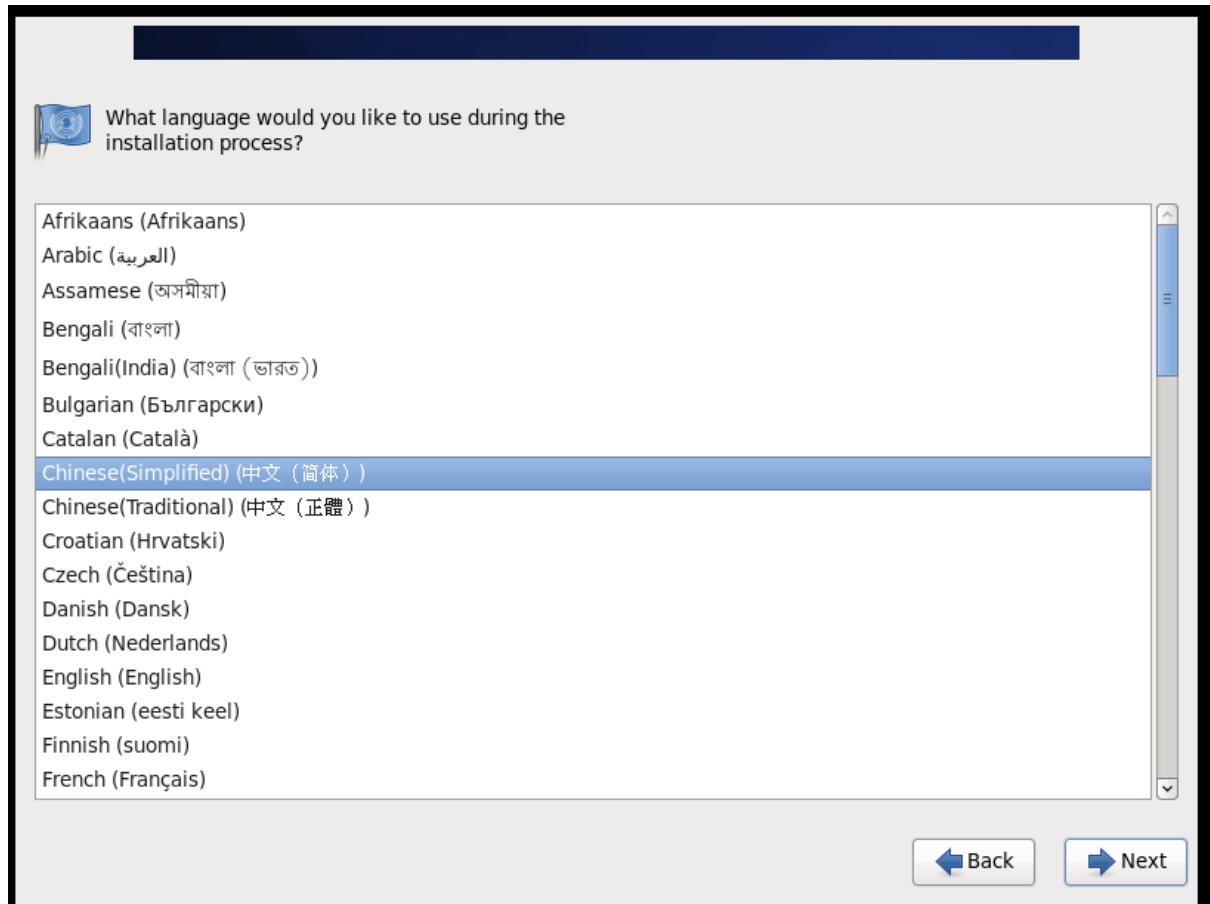 What language would you like to use during the
installation process?
Afrikaans (Afrikaans)
Arabic (العربية)
Assamese (অসমীয়া)
Bengali (বাংলা)
Bengali(India) (বাংলা (ভারত))
Bulgarian (Български)
Catalan (Català)
Chinese(Simplified) (中文（简体）)
Chinese(Traditional) (中文（正體）)
Croatian (Hrvatski)
Czech (Čeština)
Danish (Dansk)
Dutch (Nederlands)
English (English)
Estonian (eesti keel)
Finnish (suomi)
French (Français)
Back
Next